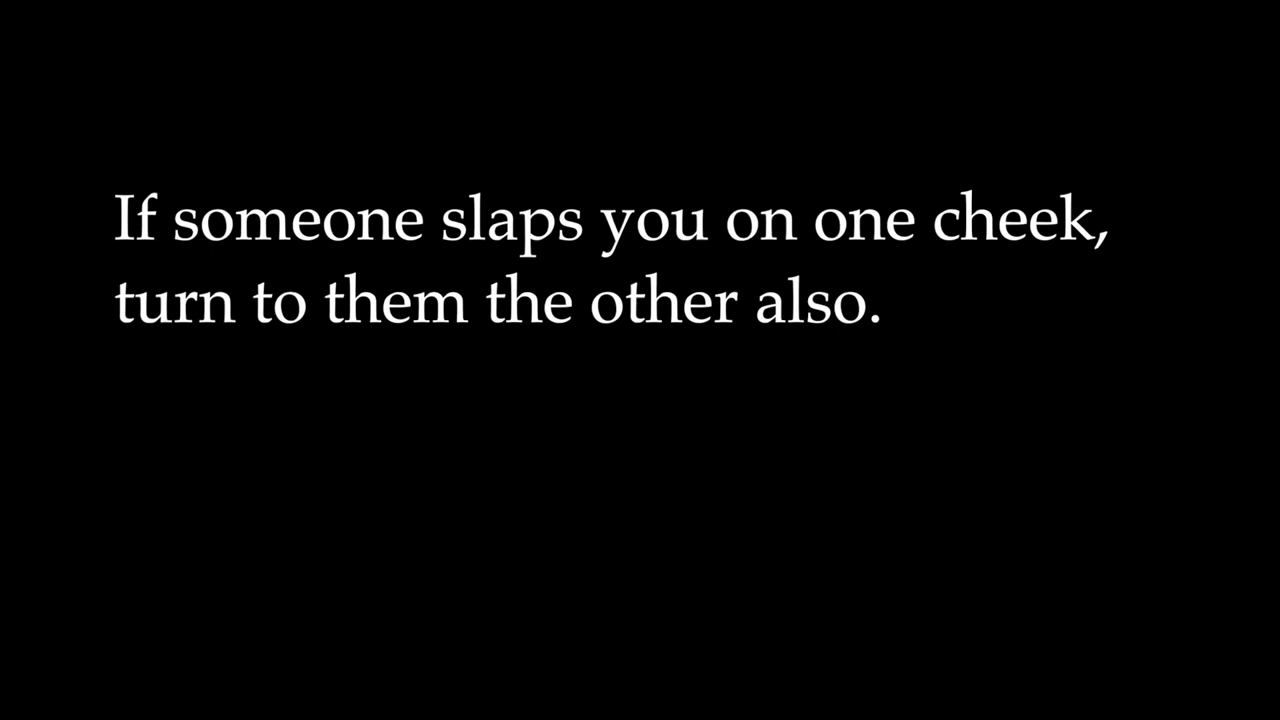 If someone slaps you on one cheek,
turn to them the other also.